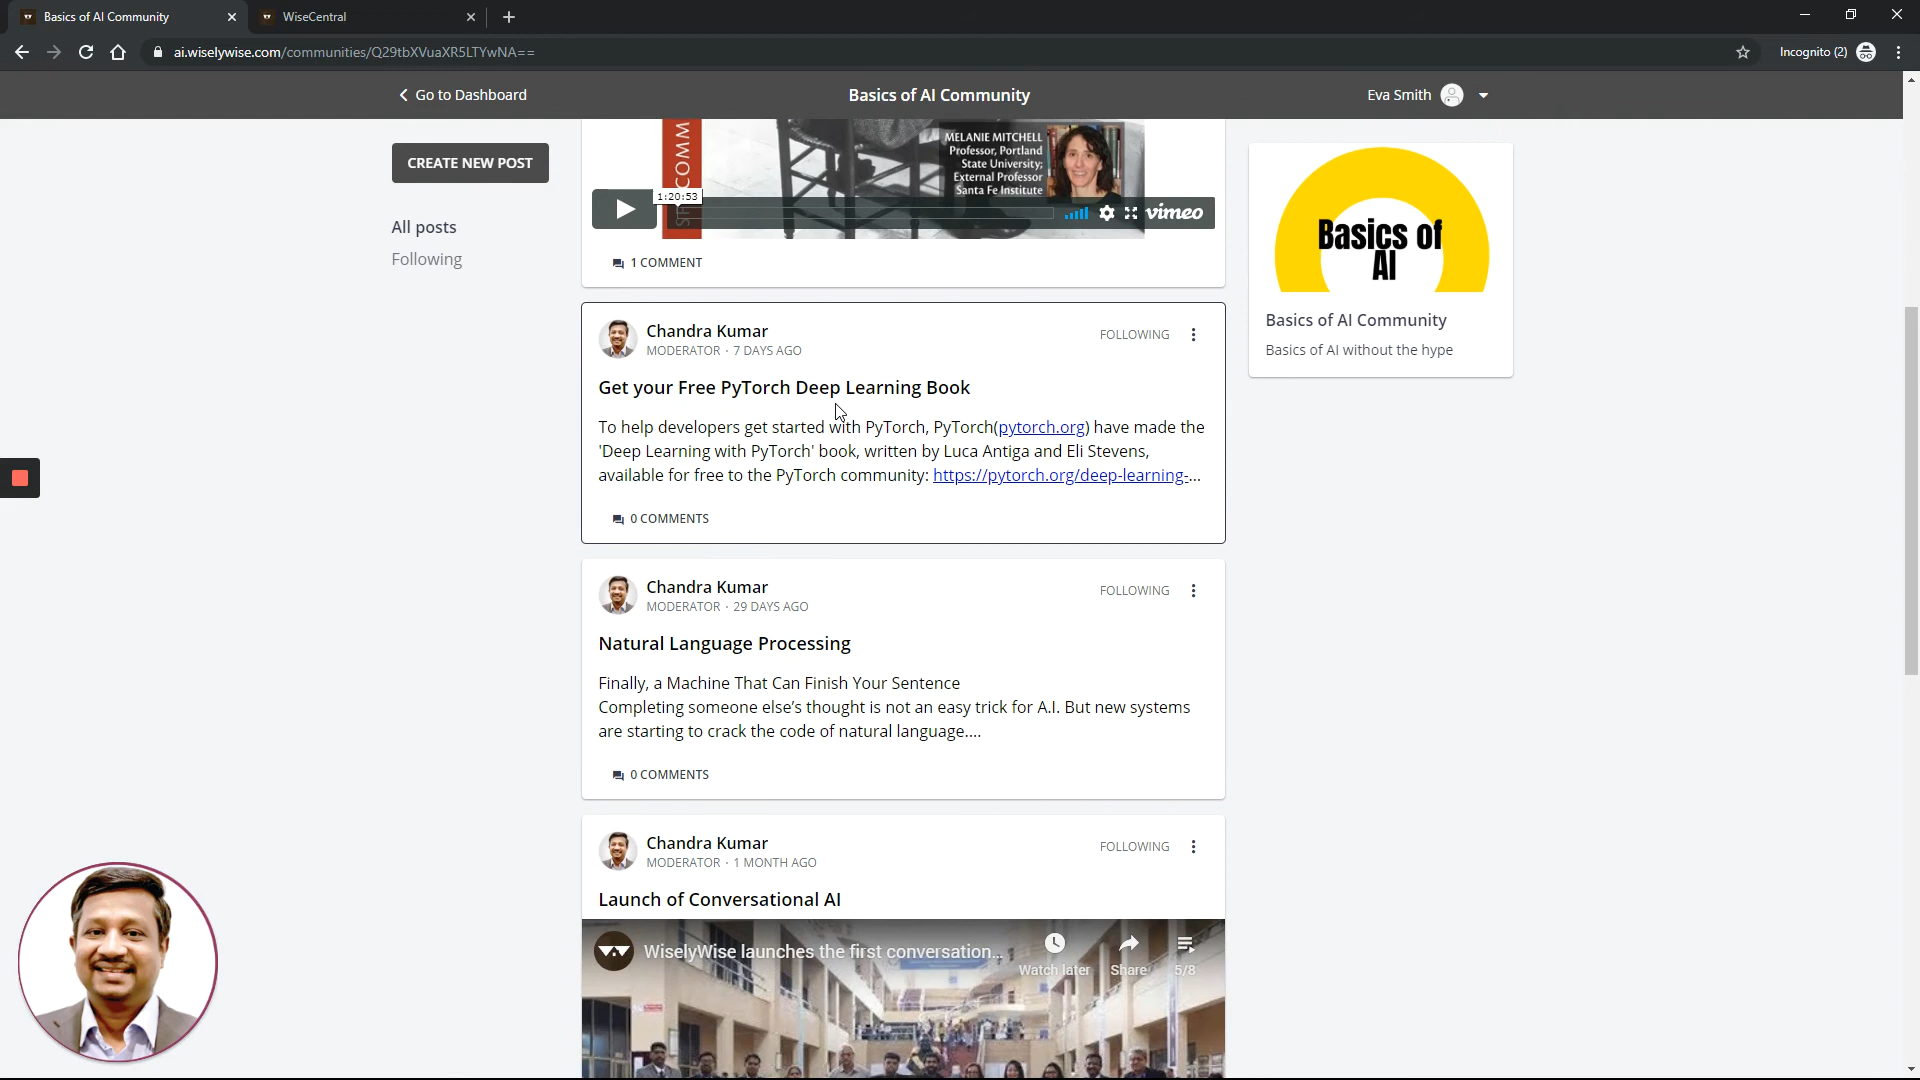 Basics of AI Community
WiseCentral
ai.wiselywise.com/communities/Q29tbXVuaXR5LTYwNA==
Incognito (2)
Go to Dashboard
Basics of AI Community
Eva Smith
CREATE NEW POST
All posts
Following
COMM
MELANIE MITCHELL
Professor, Portland
State University;
External Professor
Santa Fe Institute
1:20:53
vimeo
1 COMMENT
Chandra Kumar
MODERATOR · 7 DAYS AGO
FOLLOWING
Get your Free PyTorch Deep Learning Book
To help developers get started with PyTorch, PyTorch(pytorch.org) have made the
'Deep Learning with PyTorch' book, written by Luca Antiga and Eli Stevens,
available for free to the PyTorch community: https://pytorch.org/deep-learning-...
0 COMMENTS
Chandra Kumar
MODERATOR · 29 DAYS AGO
FOLLOWING
Natural Language Processing
Finally, a Machine That Can Finish Your Sentence
Completing someone else’s thought is not an easy trick for A.I. But new systems
are starting to crack the code of natural language....
0 COMMENTS
Chandra Kumar
MODERATOR · 1 MONTH AGO
FOLLOWING
Launch of Conversational AI
WiselyWise launches the first conversation...
Watch later
Share
5/8
Basics of
AI
Basics of AI Community
Basics of AI without the hype